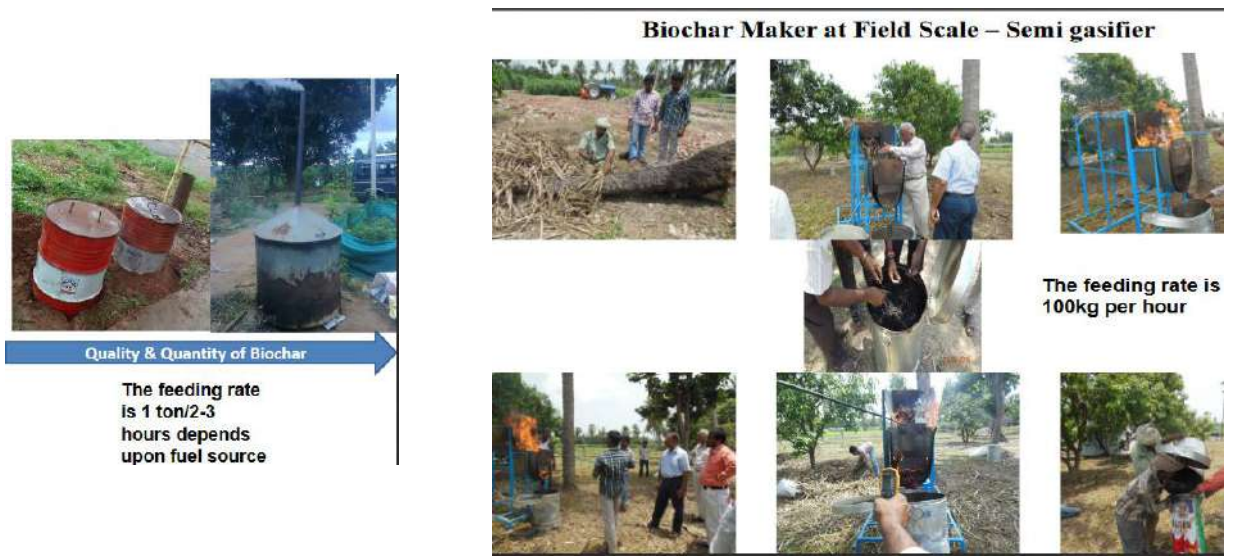 Biochar Maker at Field Scale – Semi gasifier
Quality & Quantity of Biochar
The feeding rate
is 1 ton/2-3
hours depends
upon fuel source
The feeding rate is
100kg per hour